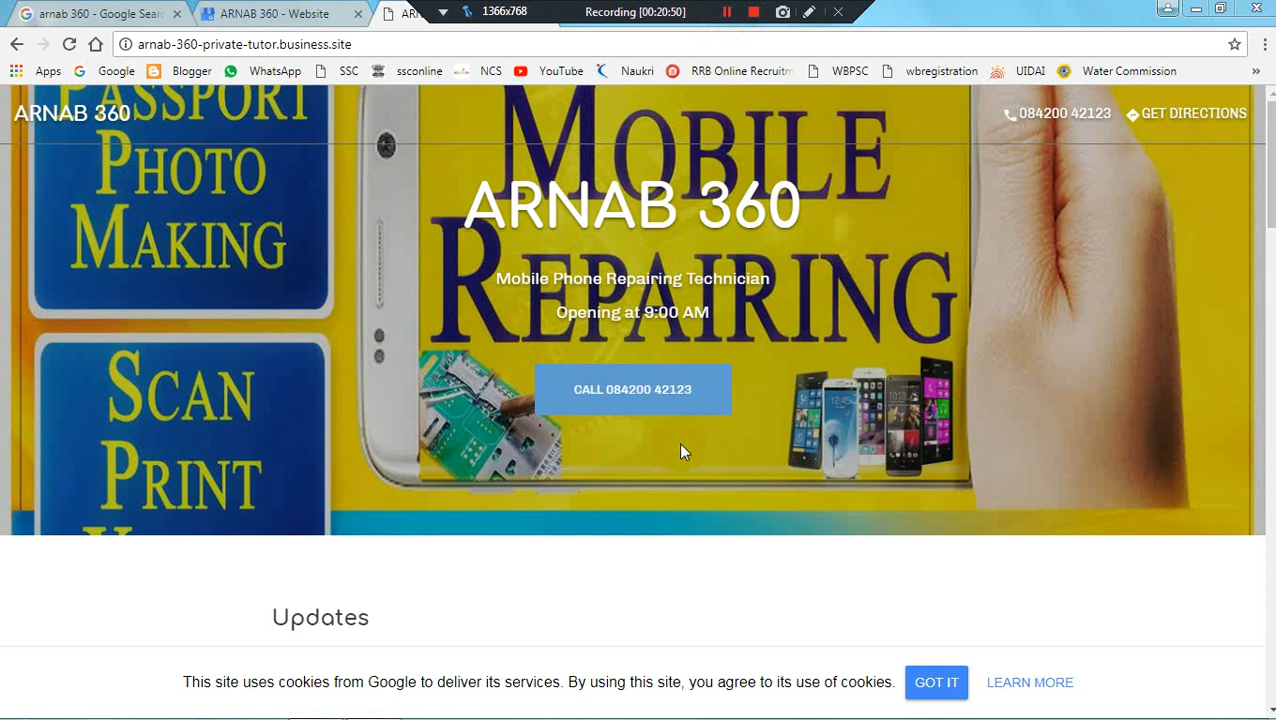 arnab 360 - Google Sear
ARNAB 360 - Website
1366x768
Recording [00:20:50]
arnab-360-private-tutor.business.site
Apps
Google
Blogger
WhatsApp
SSC
ssconline
NCS
YouTube
Naukri
RRB Online Recruitm
WBPSC
wbregistration
UIDAI
Water Commission
»
ARNAB 360
084200 42123
GET DIRECTIONS
PASSPORT
PHOTO
MAKING
MOBILE
REPAIRING
ARNAB 360
Mobile Phone Repairing Technician
Opening at 9:00 AM
CALL 084200 42123
SCAN
PRINT
Updates
This site uses cookies from Google to deliver its services. By using this site, you agree to its use of cookies.
GOT IT
LEARN MORE